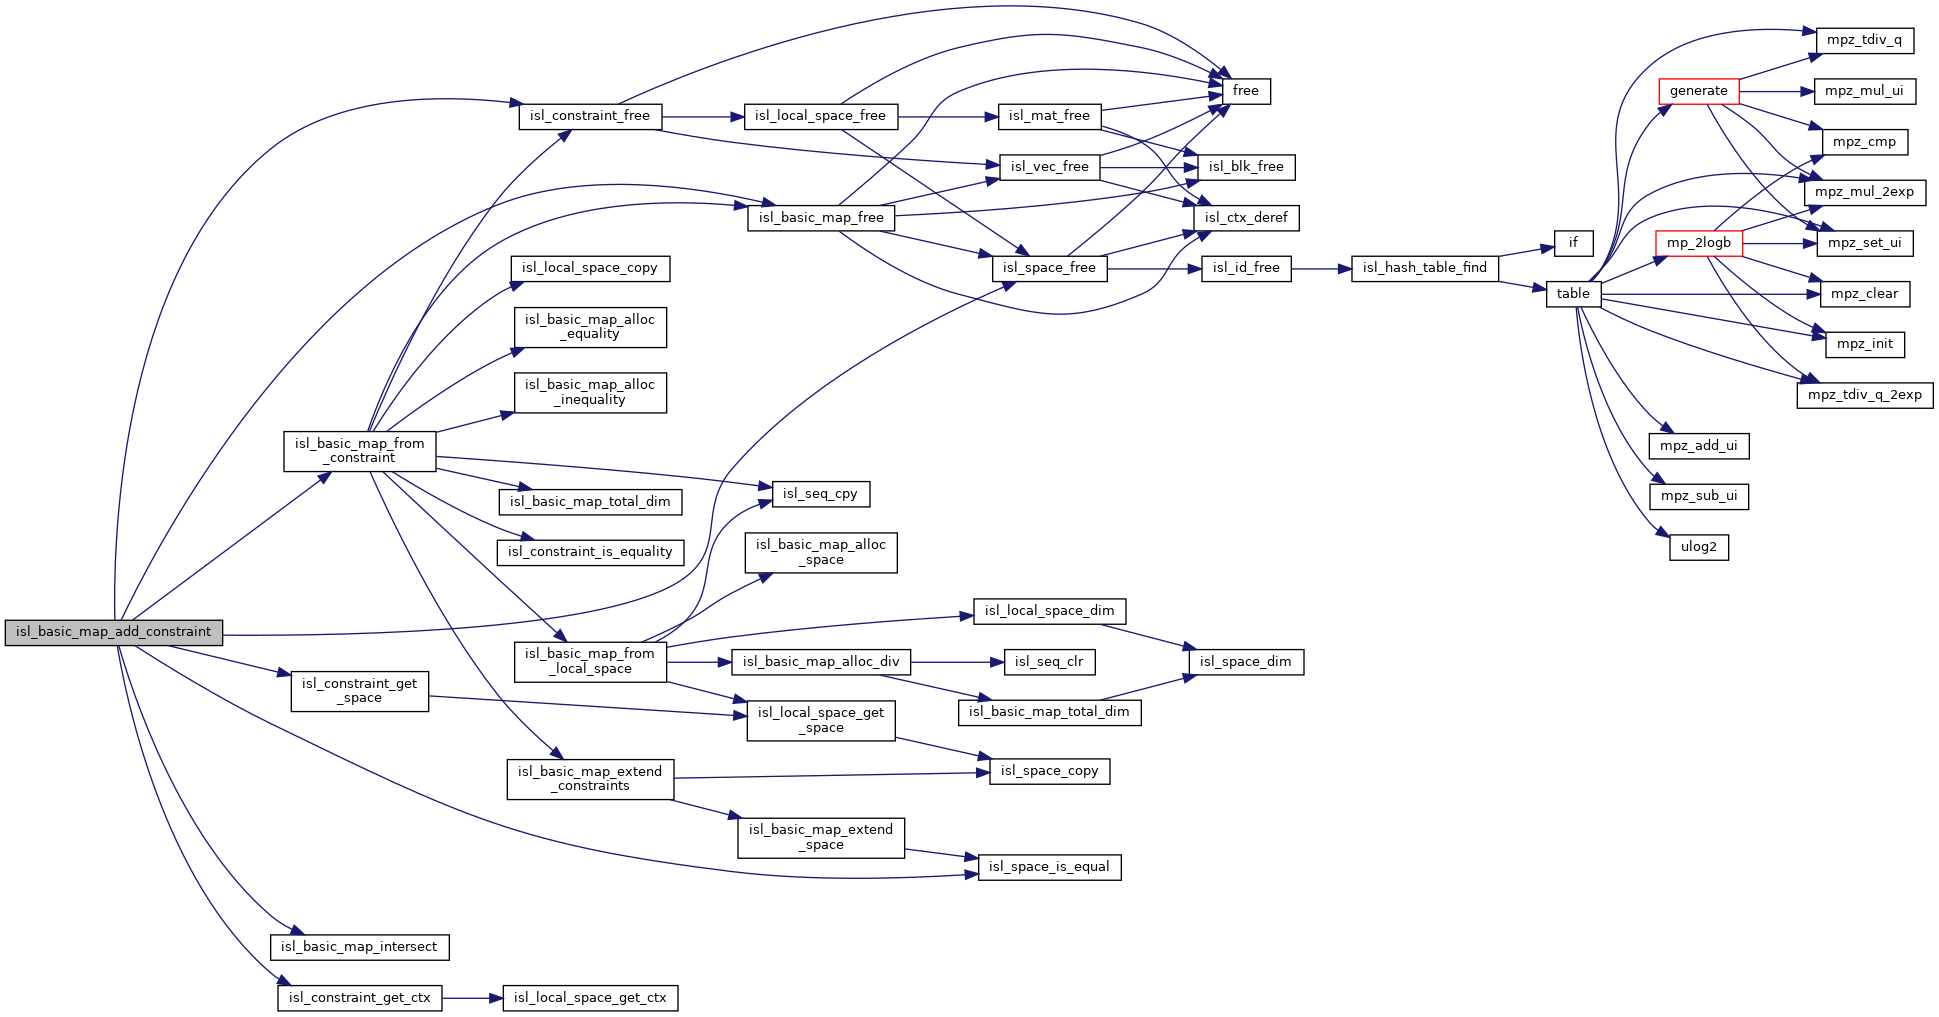 isl_basic_map_add_constraint
isl_basic_map_from
_constraint
isl_constraint_get
_space
isl_basic_map_intersect
isl_constraint_get_ctx
isl_constraint_free
isl_local_space_copy
isl_basic_map_alloc
_equality
isl_basic_map_alloc
_inequality
isl_basic_map_total_dim
isl_constraint_is_equality
isl_basic_map_from
_local_space
isl_basic_map_extend
_constraints
isl_local_space_get_ctx
isl_local_space_free
isl_basic_map_free
isl_seq_cpy
isl_basic_map_alloc
_space
isl_basic_map_alloc_div
isl_local_space_get
_space
isl_basic_map_extend
_space
isl_mat_free
isl_vec_free
isl_space_free
isl_local_space_dim
isl_seq_clr
isl_basic_map_total_dim
isl_space_copy
isl_space_is_equal
free
isl_blk_free
isl_ctx_deref
isl_id_free
isl_space_dim
isl_hash_table_find
if
table
generate
mp_2logb
mpz_add_ui
mpz_sub_ui
ulog2
mpz_tdiv_q
mpz_mul_ui
mpz_cmp
mpz_mul_2exp
mpz_set_ui
mpz_clear
mpz_init
mpz_tdiv_q_2exp